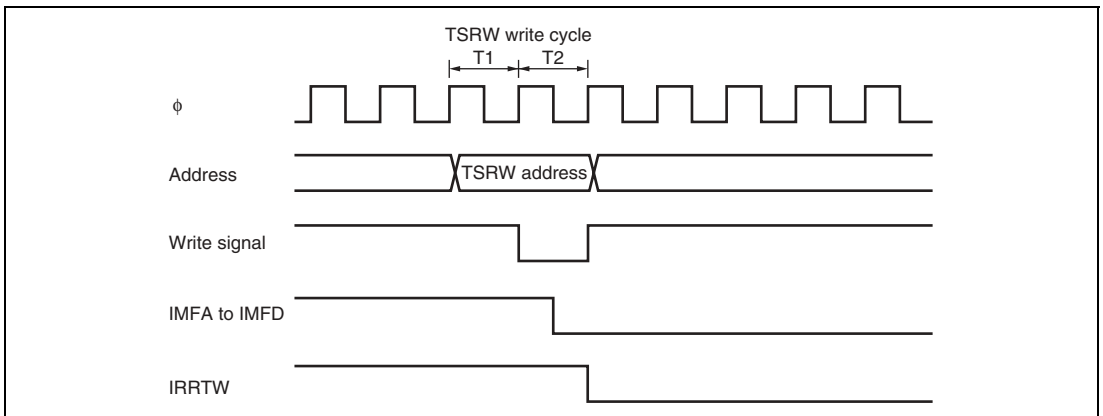 TSRW write cycle
T1 T2
φ
Address
TSRW address
Write signal
IMFA to IMFD
IRRTW